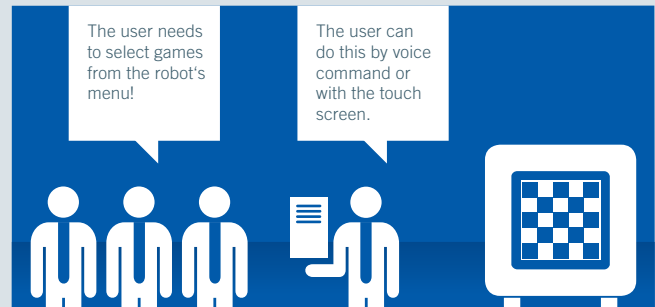 The user needs
to select games
from the robot‘s
menu!
The user can
do this by voice
command or
with the touch
screen.